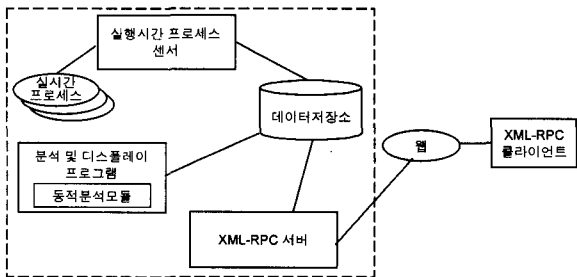 실행시간 프로세스
센서
실시간
프로세스
데이터저장소
웹
XML-RPC
클라이언트
분석 및 디스플레이
프로그램
동적분석모듈
XML-RPC 서버